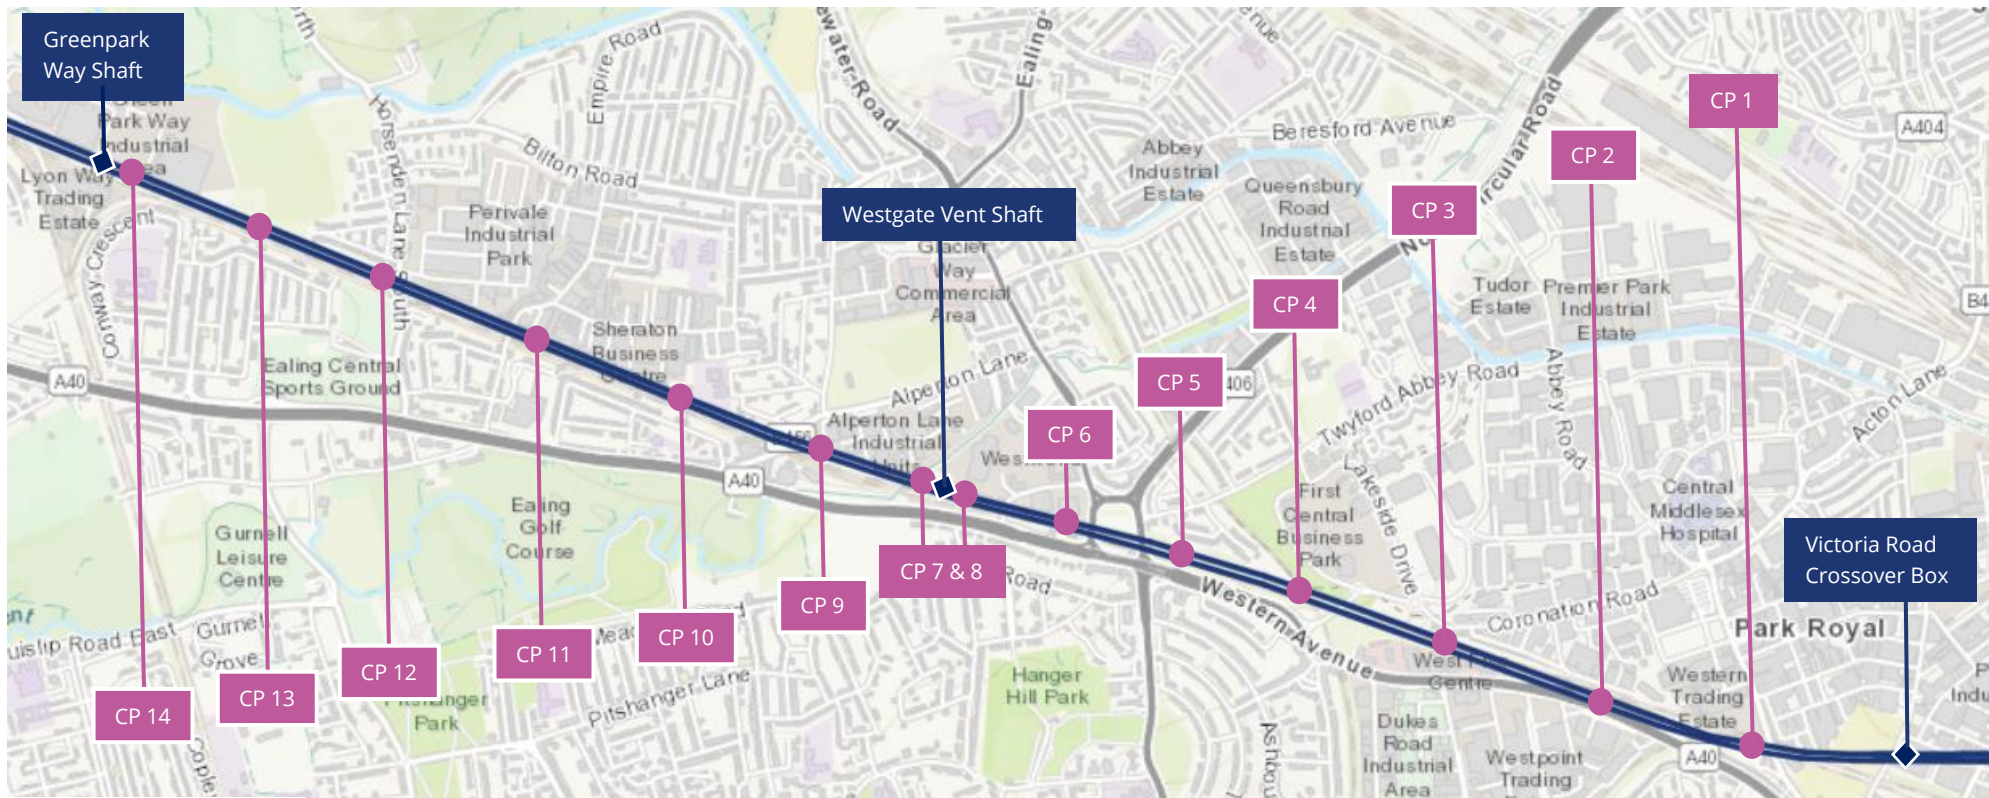 Greenpark
Way Shaft
Green
Park Way
Industrial
Lyon Way
Trading
Estate
Conway Crescent
A40
Horsenden Lane South
Empire Road
Bilton Road
Perivale
Industrial
Park
Ealing Central
Sports Ground
Sheraton
Business
Centre
Westgate Vent Shaft
Glacier
Way
Commercial
Area
Alperton Lane
Alperton Lane
Industrial
Units
A40
Ealing
Abbey
Industrial
Estate
Beresford Avenue
Queensbury
Road
Industrial
Estate
CP 1
CP 2
CP 3
CP 4
CP 5
CP 6
CP 7 & 8
CP 9
CP 10
CP 11
CP 12
CP 13
CP 14
A404
Tudor
Estate
Premier Park
Industrial
Estate
406
Twyford Abbey Road
Abbey Road
Acton Lane
Lakeside Drive
First
Central
Business
Park
Central
Middlesex
Hospital
Victoria Road
Crossover Box
Park Royal
Coronation Road
Western Avenue
Western
Trading
Estate
A40
Centre
Dukes
Road
Industrial
Area
Westpoint
Trading
Hanger
Hill Park
Road
Pitshanger Lane
Pitshanger
Park
Ealing
Golf
Course
Gurnell
Leisure
Centre
Gurnell
Grove